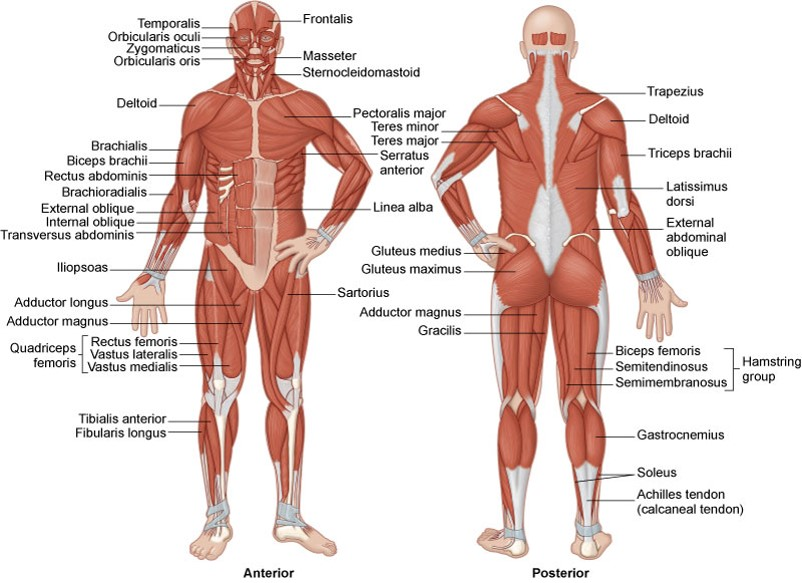 Temporalis
Orbicularis oculi
Zygomaticus
Orbicularis oris
Frontalis
Masseter
Sternocleidomastoid
Deltoid
Brachialis
Biceps brachii
Rectus abdominis
Brachioradialis
External oblique
Internal oblique
Transversus abdominis
Iliopsoas
Adductor longus
Adductor magnus
Quadriceps
femoris
Rectus femoris
Vastus lateralis
Vastus medialis
Tibialis anterior
Fibularis longus
Pectoralis major
Teres minor
Teres major
Serratus
anterior
Linea alba
Gluteus medius
Gluteus maximus
Sartorius
Adductor magnus
Gracilis
Trapezius
Deltoid
Triceps brachii
Latissimus
dorsi
External
abdominal
oblique
Biceps femoris
Semitendinosus
Semimembranosus
Hamstring
group
Gastrocnemius
Soleus
Achilles tendon
(calcaneal tendon)
Anterior
Posterior